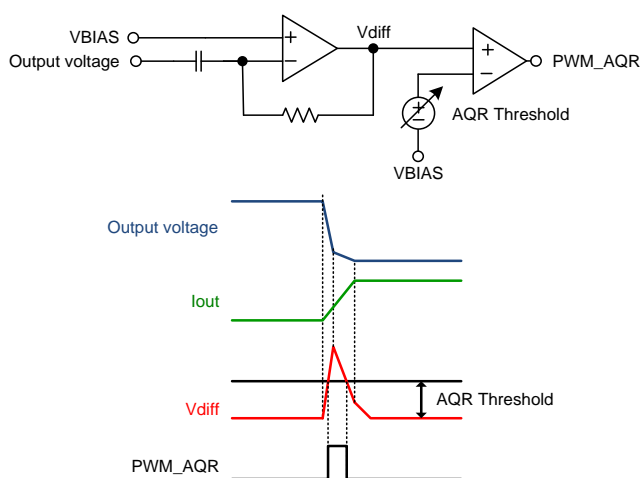 Vdiff
VBIAS
+
+
PWM_AQR
Output voltage
−
−
+
−
AQR Threshold
VBIAS
Output voltage
Iout
AQR Threshold
Vdiff
PWM_AQR